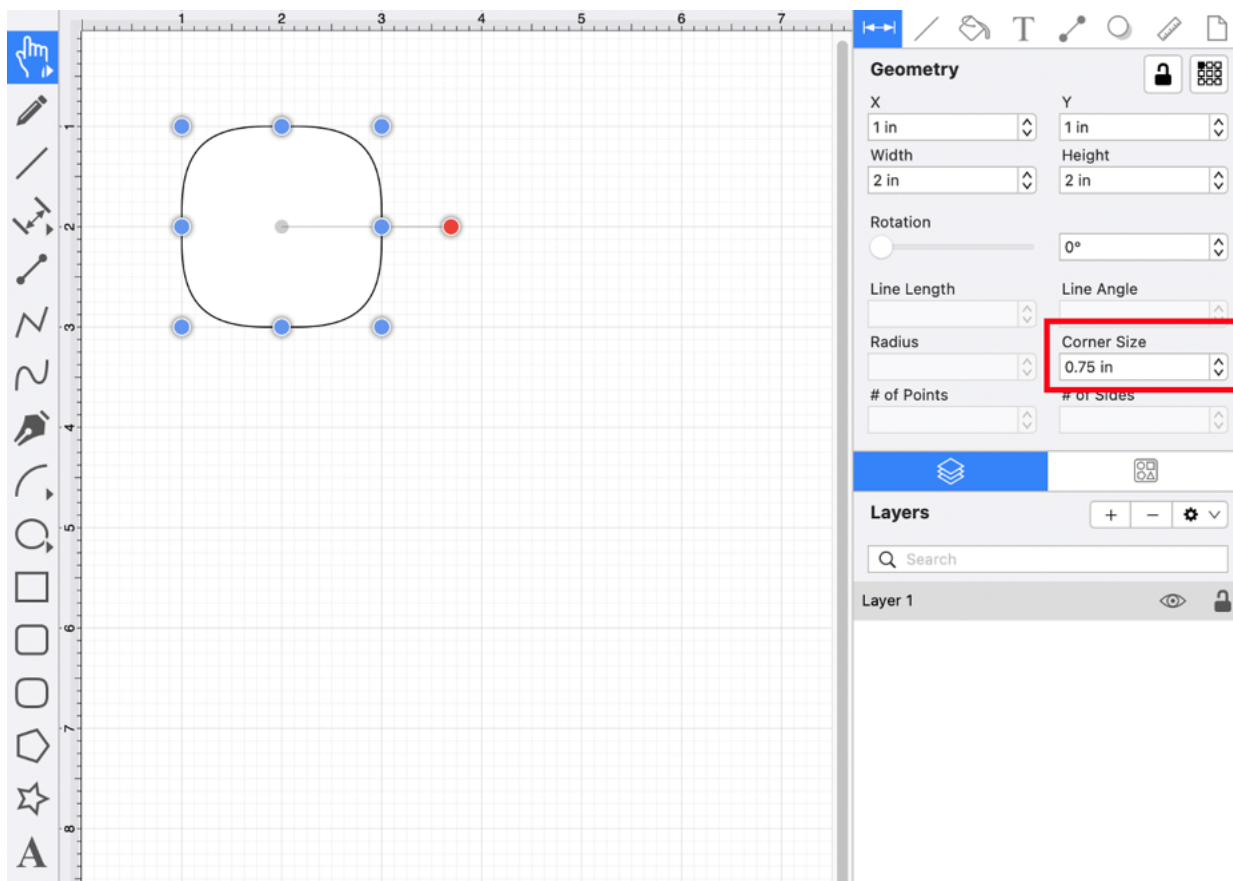 1 2 3 4 5 6 7
T
Geometry
X Y
1 in 1 in
Width Height
2 in 2 in
Rotation
0°
Line Length Line Angle
Radius Corner Size
0.75 in
# of Points # of Sides
Layers + −
Search
Layer 1
1
2
3
4
5
6
7
8
A